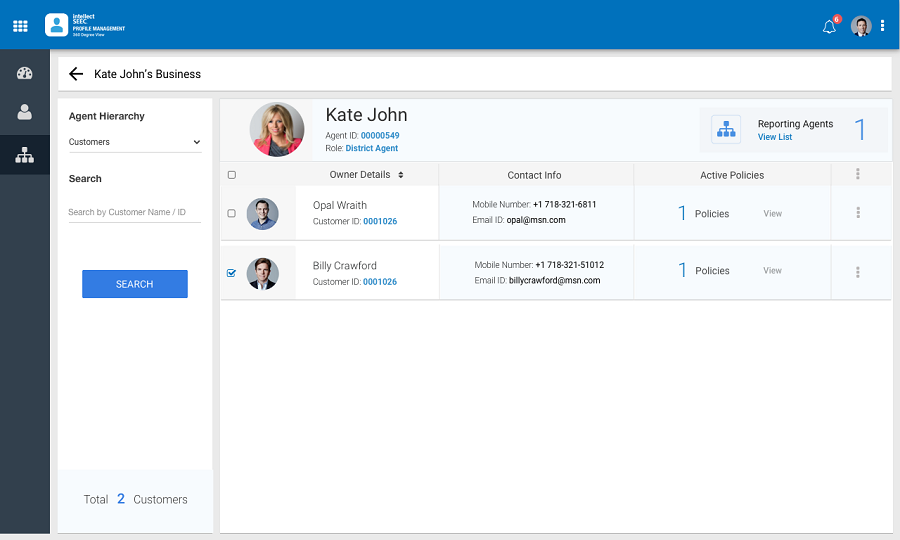 intellect
SEEC
PROFILE MANAGEMENT
360 Degree View
6
Kate John's Business
Agent Hierarchy
Customers
Search
Search by Customer Name / ID
SEARCH
Total 2 Customers
Kate John
Agent ID: 00000549
Role: District Agent
Reporting Agents
View List
1
Owner Details
Contact Info
Active Policies
Opal Wraith
Customer ID: 0001026
Mobile Number: +1 718-321-6811
Email ID: opal@msn.com
1 Policies View
Billy Crawford
Customer ID: 0001026
Mobile Number: +1 718-321-51012
Email ID: billycrawford@msn.com
1 Policies View